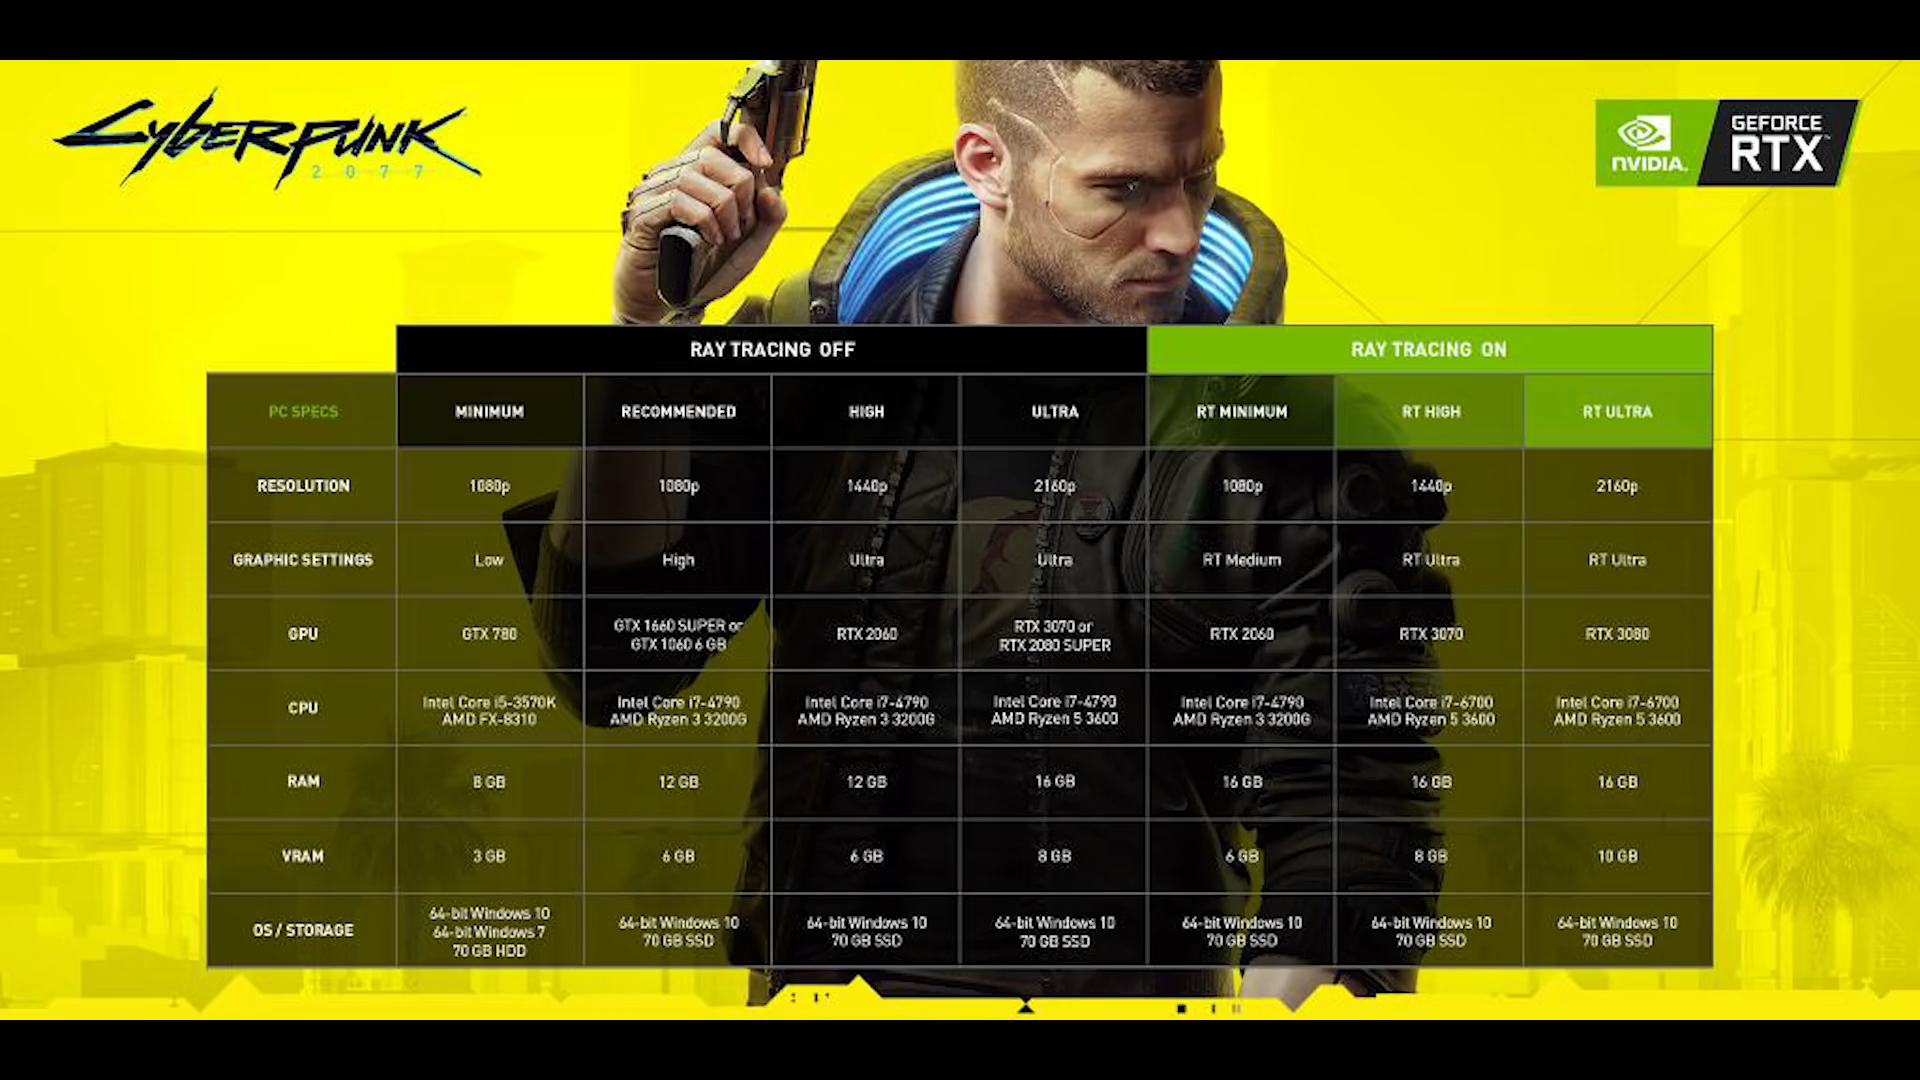 CYBERPUNK
2077
NVIDIA.
GEFORCE
RTX™
RAY TRACING OFF
RAY TRACING ON
PC SPECS MINIMUM RECOMMENDED HIGH ULTRA RT MINIMUM RT HIGH RT ULTRA
RESOLUTION 1080p 1080p 1440p 2160p 1080p 1440p 2160p
GRAPHIC SETTINGS Low High Ultra Ultra RT Medium RT Ultra RT Ultra
GPU
GTX 780
GTX 1660 SUPER or
GTX 1060 6 GB
RTX 2060
RTX 3070 or
RTX 2080 SUPER
RTX 2060
RTX 3070
RTX 3080
CPU
Intel Core i5-3570K
AMD FX-8310
Intel Core i7-4790
AMD Ryzen 3 3200G
Intel Core i7-4790
AMD Ryzen 3 3200G
Intel Core i7-4790
AMD Ryzen 5 3600
Intel Core i7-4790
AMD Ryzen 3 3200G
Intel Core i7-6700
AMD Ryzen 5 3600
Intel Core i7-6700
AMD Ryzen 5 3600
RAM 8 GB 12 GB 12 GB 16 GB 16 GB 16 GB 16 GB
VRAM 3 GB 6 GB 6 GB 8 GB 6 GB 8 GB 10 GB
OS / STORAGE
64-bit Windows 10
64-bit Windows 7
70 GB HDD
64-bit Windows 10
70 GB SSD
64-bit Windows 10
70 GB SSD
64-bit Windows 10
70 GB SSD
64-bit Windows 10
70 GB SSD
64-bit Windows 10
70 GB SSD
64-bit Windows 10
70 GB SSD